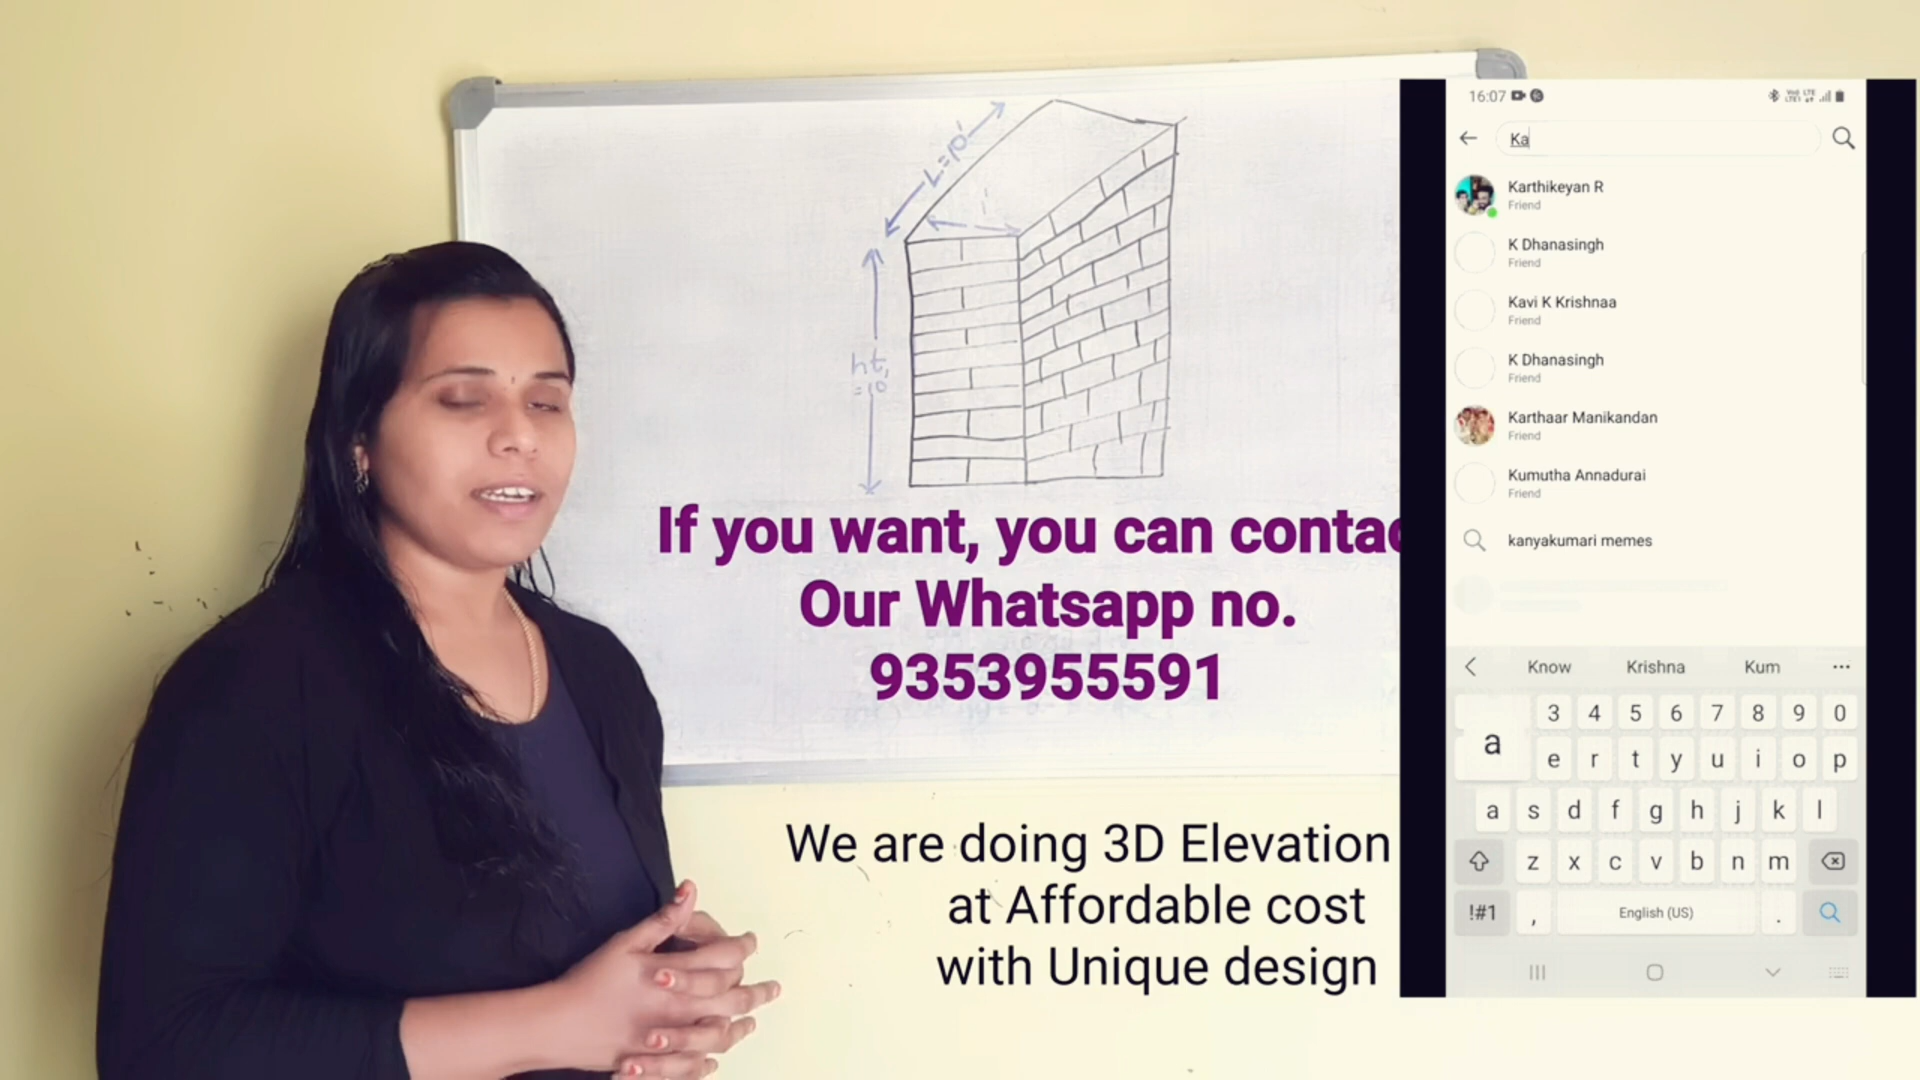 L=10'
1'
ht,
=10
If you want, you can contac
Our Whatsapp no.
9353955591
We are doing 3D Elevation
at Affordable cost
with Unique design
16:07
Ka
Karthikeyan R
Friend
K Dhanasingh
Friend
Kavi K Krishnaa
Friend
K Dhanasingh
Friend
Karthaar Manikandan
Friend
Kumutha Annadurai
Friend
kanyakumari memes
Know Krishna Kum
3 4 5 6 7 8 9 0
a
e r t y u i o p
a s d f g h j k l
z x c v b n m
!#1 , English (US) .